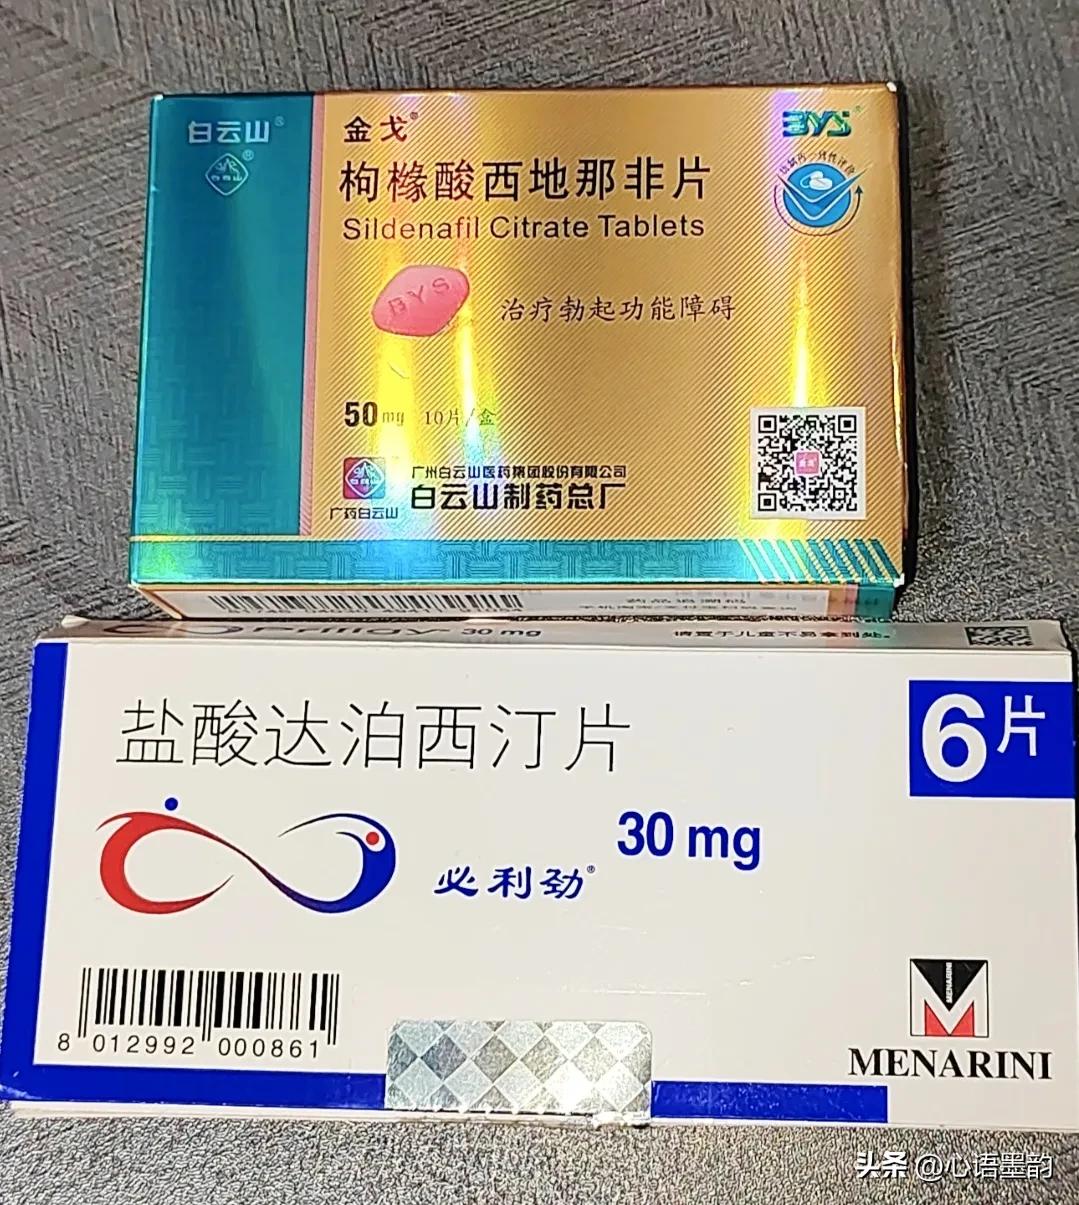 白云山®
金戈®
BYS
枸橼酸西地那非片
Sildenafil Citrate Tablets
BYS
治疗勃起功能障碍
50mg 10片/盒
广州白云山医药集团股份有限公司
白云山制药总厂
广药白云山
Priligy 30 mg
请置于儿童不易拿到处。
盐酸达泊西汀片
6片
30 mg
必利劲®
MENARINI
8 012992 000861
MENARINI
头条 @心语墨韵